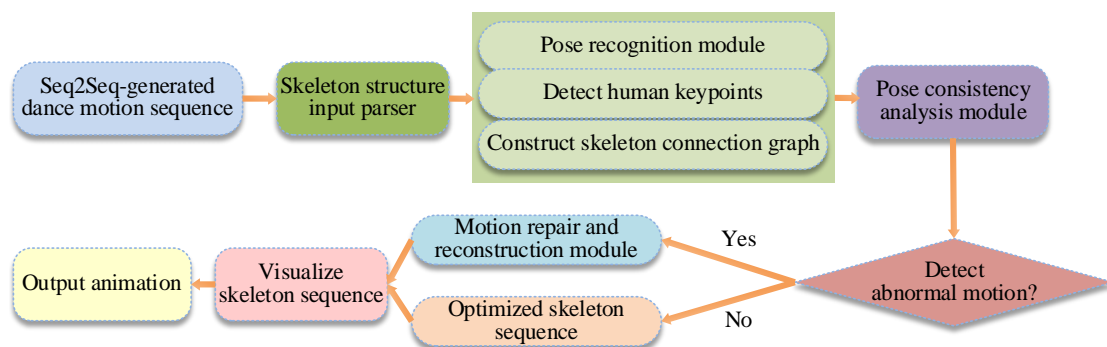 Seq2Seq-generated
dance motion sequence
Skeleton structure
input parser
Pose recognition module
Detect human keypoints
Construct skeleton connection graph
Pose consistency
analysis module
Detect
abnormal motion?
Yes
No
Motion repair and
reconstruction module
Optimized skeleton
sequence
Visualize
skeleton sequence
Output animation